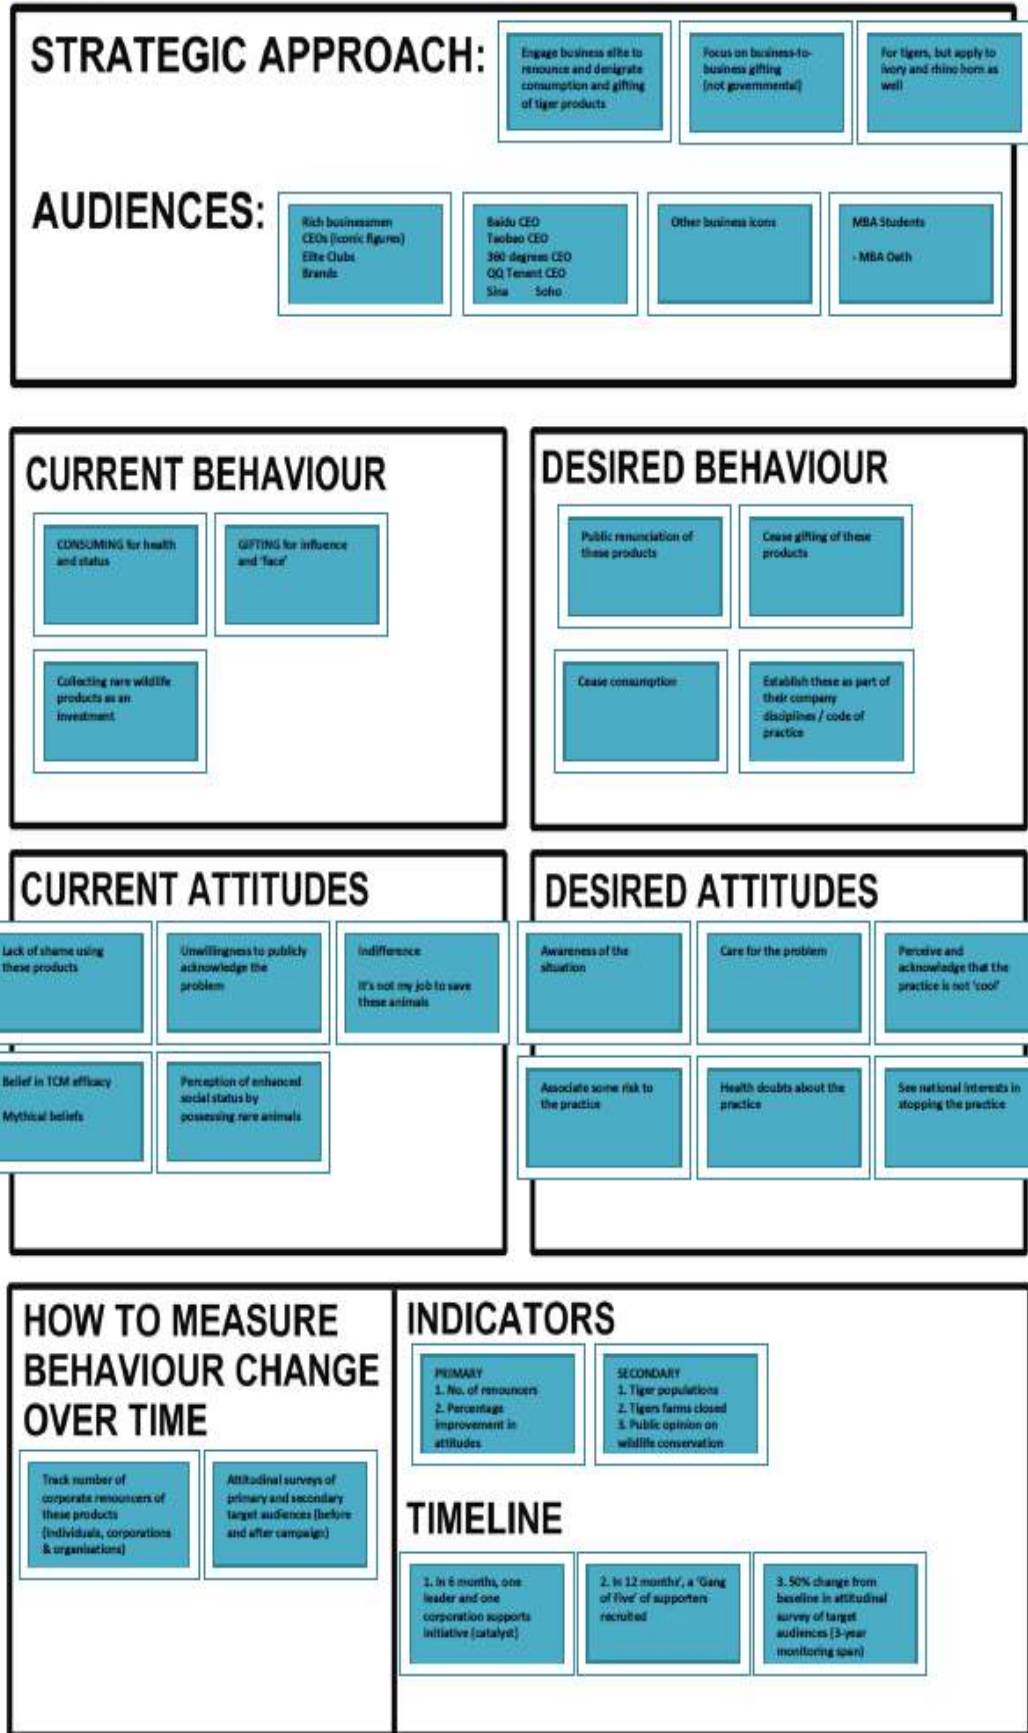 STRATEGIC APPROACH:
Engage business elite to
renounce and denigrate
consumption and gifting
of tiger products
Focus on business-to-
business gifting
(not governmental)
For tigers, but apply to
ivory and rhino horn as
well
AUDIENCES:
Rich businessmen
CEOs (iconic figures)
Elite Clubs
Brands
Baidu CEO
Taobao CEO
360 degrees CEO
QQ Tenent CEO
Sina Soho
Other business icons
MBA Students
- MBA Oath
CURRENT BEHAVIOUR
CONSUMING for health
and status
GIFTING for influence
and 'face'
Collecting rare wildlife
products as an
investment
DESIRED BEHAVIOUR
Public renunciation of
these products
Cease gifting of these
products
Cease consumption
Establish these as part of
their company
disciplines / code of
practice
CURRENT ATTITUDES
Lack of shame using
these products
Unwillingness to publicly
acknowledge the
problem
Indifference
It's not my job to save
these animals
Belief in TCM efficacy
Mythical beliefs
Perception of enhanced
social status by
possessing rare animals
DESIRED ATTITUDES
Awareness of the
situation
Care for the problem
Perceive and
acknowledge that the
practice is not 'cool'
Associate some risk to
the practice
Health doubts about the
practice
See national interests in
stopping the practice
HOW TO MEASURE
BEHAVIOUR CHANGE
OVER TIME
Track number of
corporate renouncers of
these products
(individuals, corporations
& organisations)
Attitudinal surveys of
primary and secondary
target audiences (before
and after campaign)
INDICATORS
PRIMARY
1. No. of renouncers
2. Percentage
improvement in
attitudes
SECONDARY
1. Tiger populations
2. Tigers farms closed
3. Public opinion on
wildlife conservation
TIMELINE
1. In 6 months, one
leader and one
corporation supports
initiative (catalyst)
2. In 12 months', a 'Gang
of Five' of supporters
recruited
3. 50% change from
baseline in attitudinal
survey of target
audiences (3-year
monitoring span)